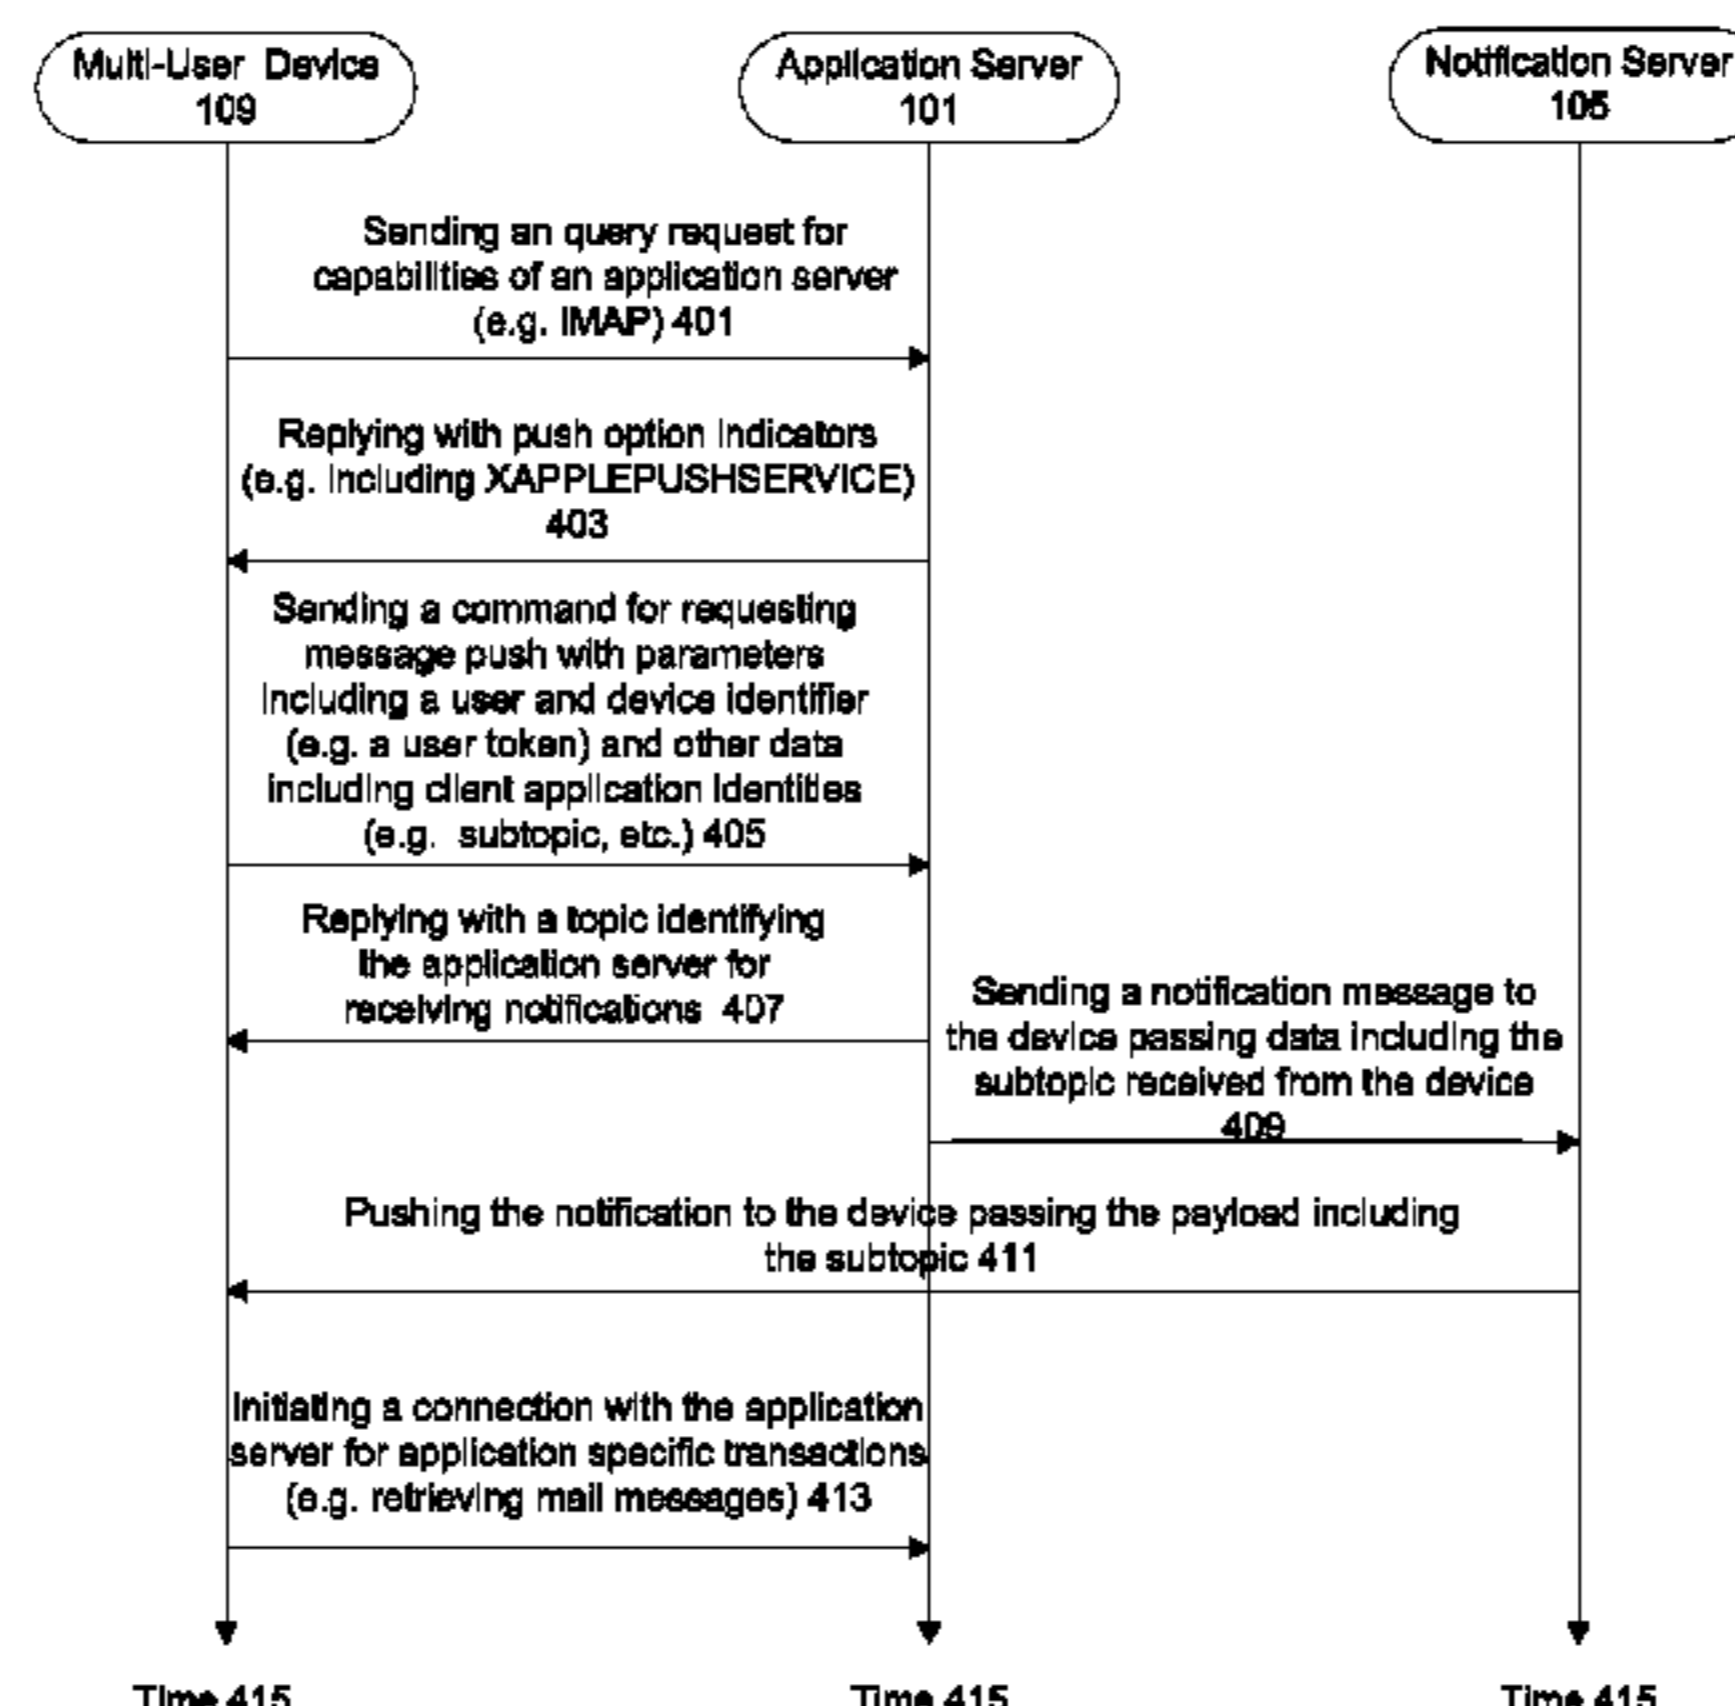 Multi-User Device
109
Application Server
101
Notification Server
105
Sending an query request for
capabilities of an application server
(e.g. IMAP) 401
Replying with push option indicators
(e.g. including XAPPLEPUSHSERVICE)
403
Sending a command for requesting
message push with parameters
including a user and device identifier
(e.g. a user token) and other data
including client application identities
(e.g. subtopic, etc.) 405
Replying with a topic identifying
the application server for
receiving notifications 407
Sending a notification message to
the device passing data including the
subtopic received from the device
409
Pushing the notification to the device passing the payload including
the subtopic 411
Initiating a connection with the application
server for application specific transactions
(e.g. retrieving mail messages) 413
Time 415
Time 415
Time 415